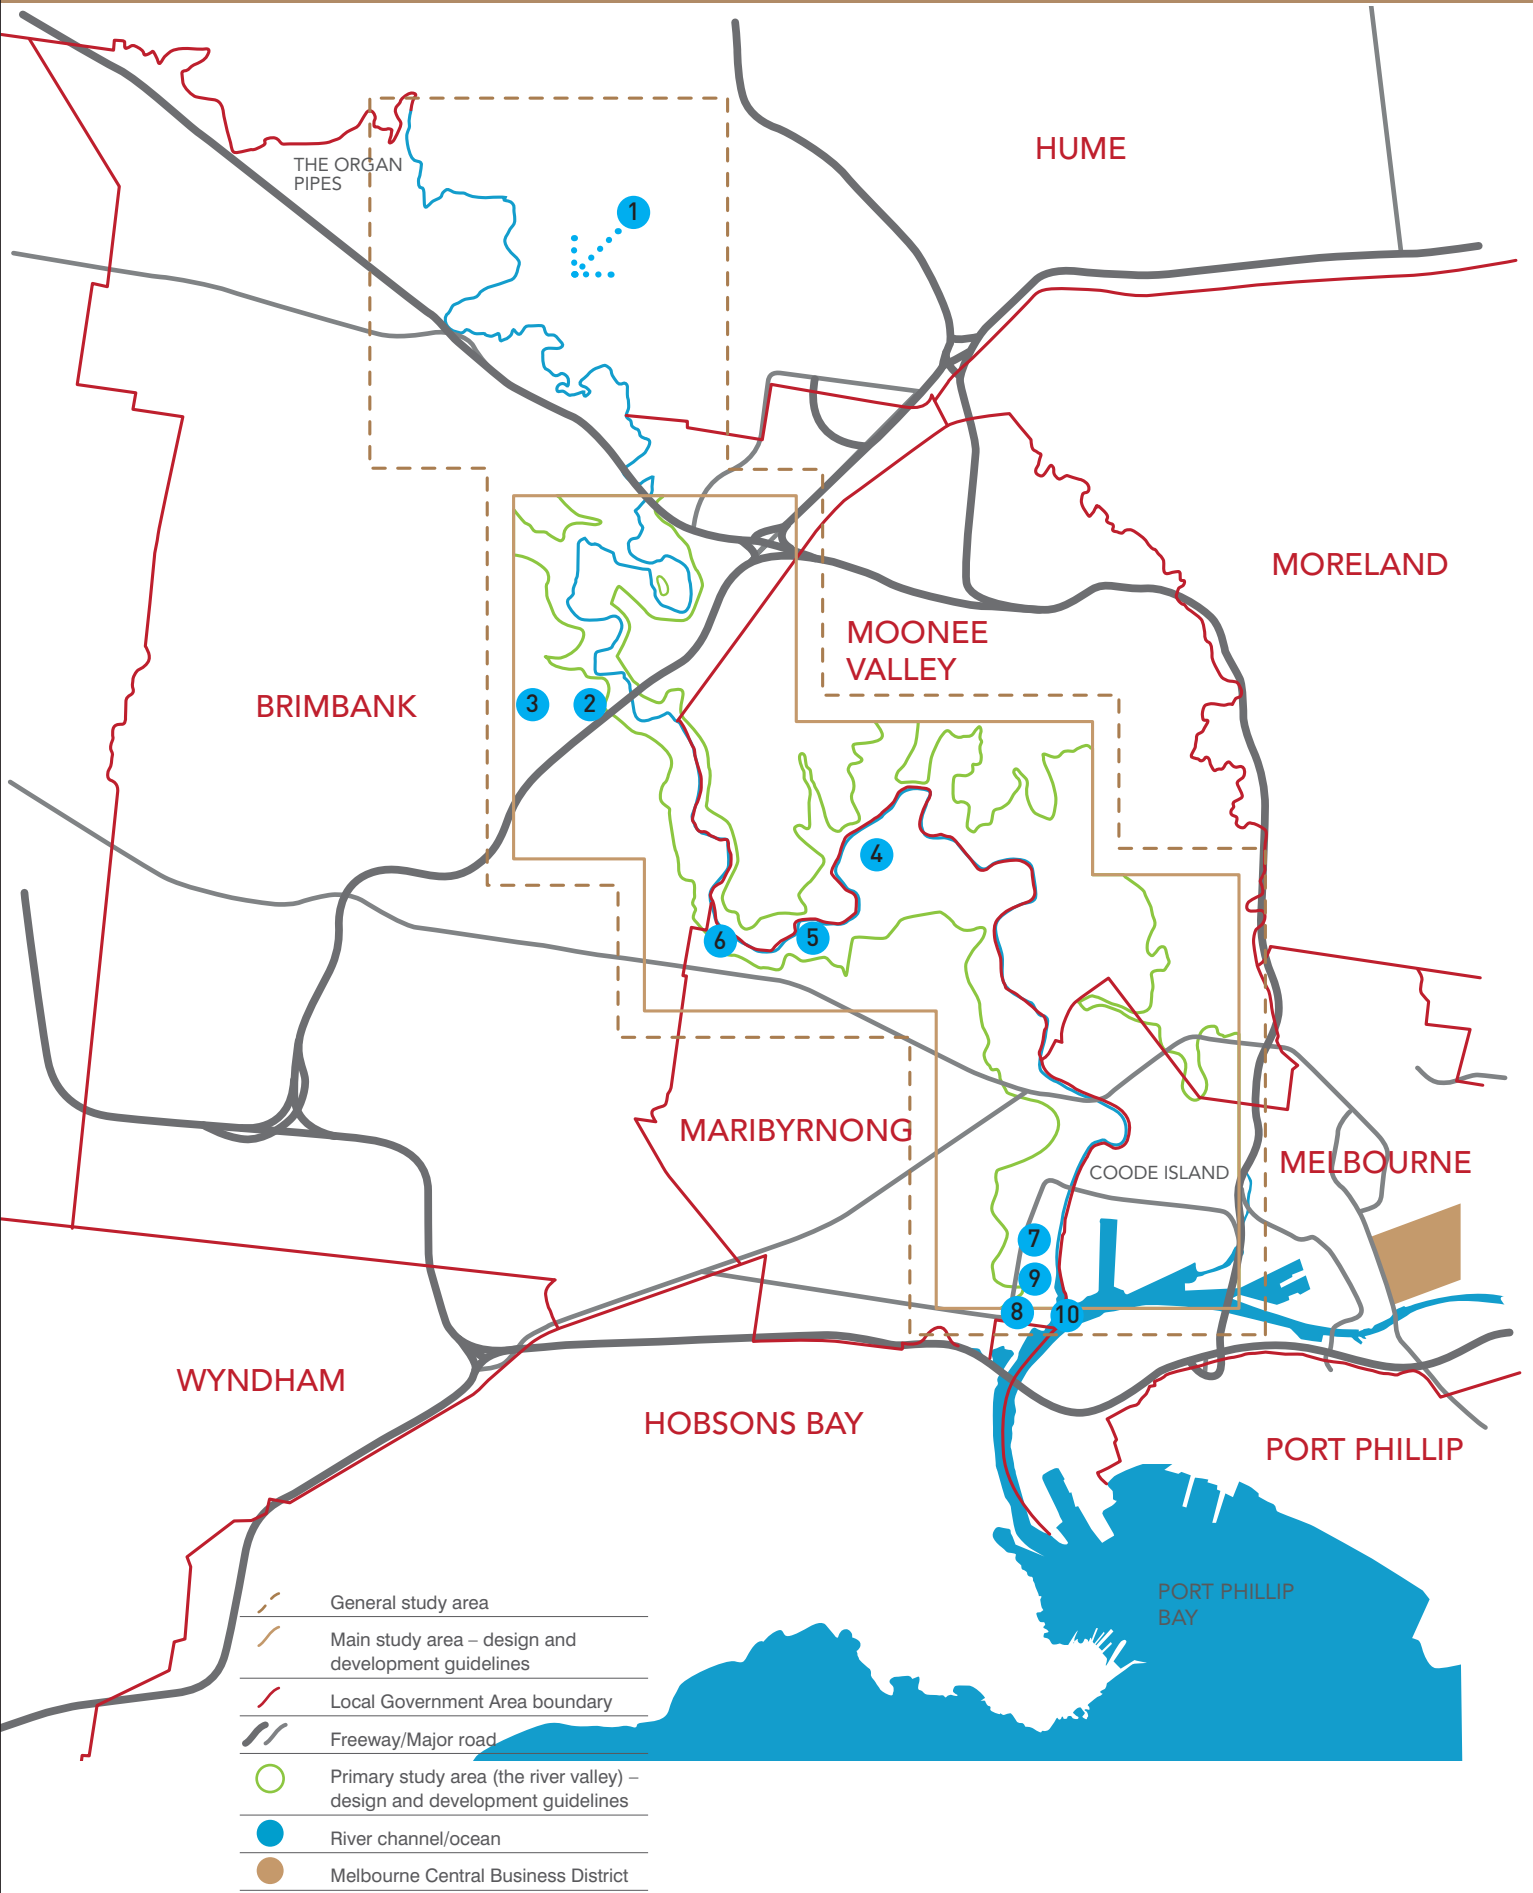 HUME
THE ORGAN
PIPES
1
MORELAND
MOONEE
VALLEY
BRIMBANK
3
2
4
5
6
MARIBYRNONG
MELBOURNE
COODE ISLAND
7
9
8
10
WYNDHAM
HOBSONS BAY
PORT PHILLIP
PORT PHILLIP
BAY
General study area
Main study area – design and
development guidelines
Local Government Area boundary
Freeway/Major road
Primary study area (the river valley) –
design and development guidelines
River channel/ocean
Melbourne Central Business District